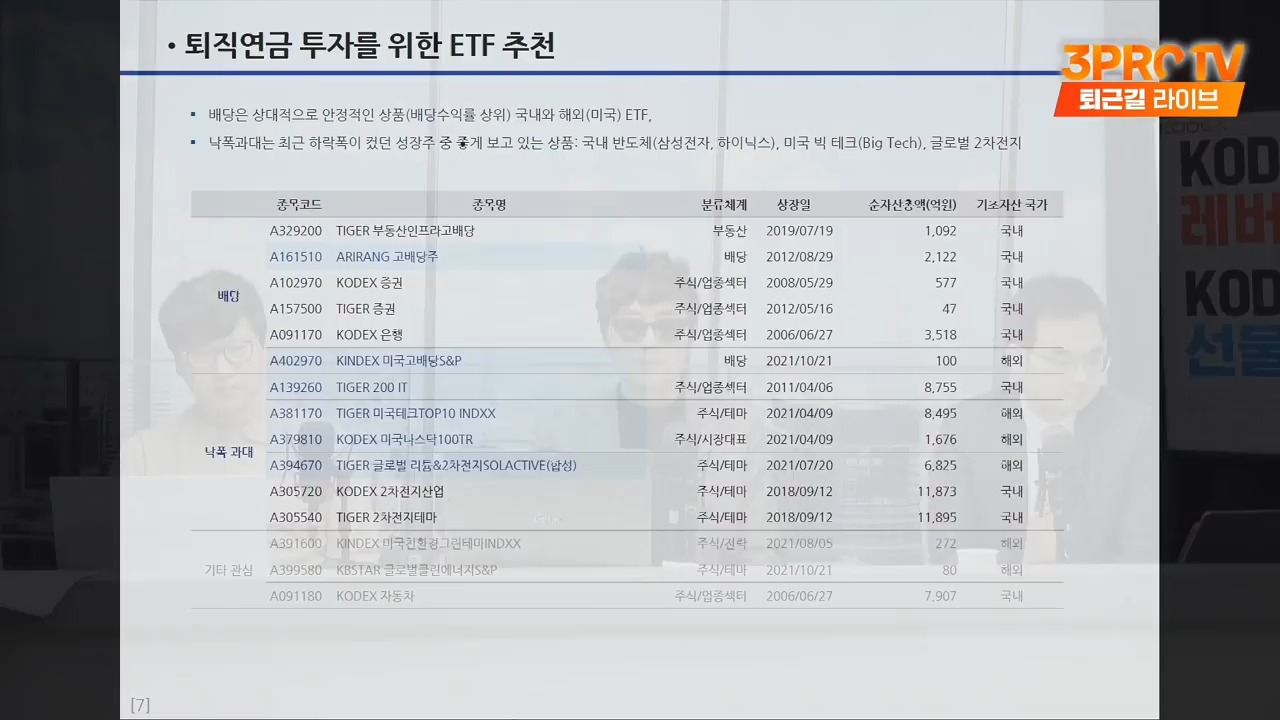 • 퇴직연금 투자를 위한 ETF 추천
3PRO TV
퇴근길 라이브
▪ 배당은 상대적으로 안정적인 상품(배당수익률 상위) 국내와 해외(미국) ETF,
▪ 낙폭과대는 최근 하락폭이 컸던 성장주 중 좋게 보고 있는 상품: 국내 반도체(삼성전자, 하이닉스), 미국 빅 테크(Big Tech), 글로벌 2차전지
종목코드 종목명 분류체계 상장일 순자산총액(억원) 기초자산 국가
A329200 TIGER 부동산인프라고배당 부동산 2019/07/19 1,092 국내
A161510 ARIRANG 고배당주 배당 2012/08/29 2,122 국내
A102970 KODEX 증권 주식/업종섹터 2008/05/29 577 국내
배당
A157500 TIGER 증권 주식/업종섹터 2012/05/16 47 국내
A091170 KODEX 은행 주식/업종섹터 2006/06/27 3,518 국내
A402970 KINDEX 미국고배당S&P 배당 2021/10/21 100 해외
A139260 TIGER 200 IT 주식/업종섹터 2011/04/06 8,755 국내
A381170 TIGER 미국테크TOP10 INDXX 주식/테마 2021/04/09 8,495 해외
A379810 KODEX 미국나스닥100TR 주식/시장대표 2021/04/09 1,676 해외
낙폭 과대
A394670 TIGER 글로벌 리튬&2차전지SOLACTIVE(합성) 주식/테마 2021/07/20 6,825 해외
A305720 KODEX 2차전지산업 주식/테마 2018/09/12 11,873 국내
A305540 TIGER 2차전지테마 주식/테마 2018/09/12 11,895 국내
A391600 KINDEX 미국친환경그린테마INDXX 주식/전략 2021/08/05 272 해외
기타 관심 A399580 KBSTAR 글로벌클린에너지S&P 주식/테마 2021/10/21 80 해외
A091180 KODEX 자동차 주식/업종섹터 2006/06/27 7,907 국내
KOD
레버
KOD
선물
[7]